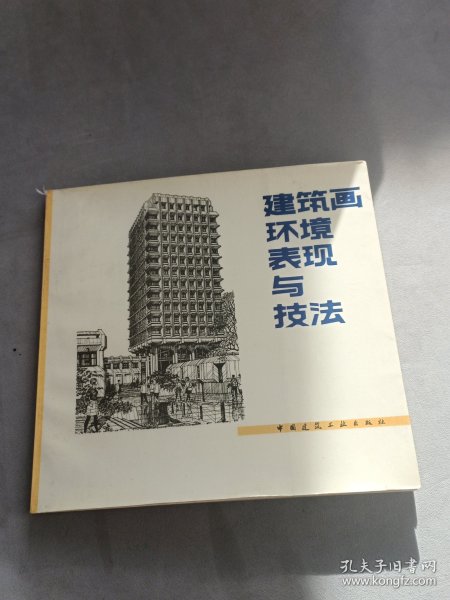 建筑画
环境
表现
与
技法
中国建筑工业出版社
孔夫子旧书网
www.kongfz.com